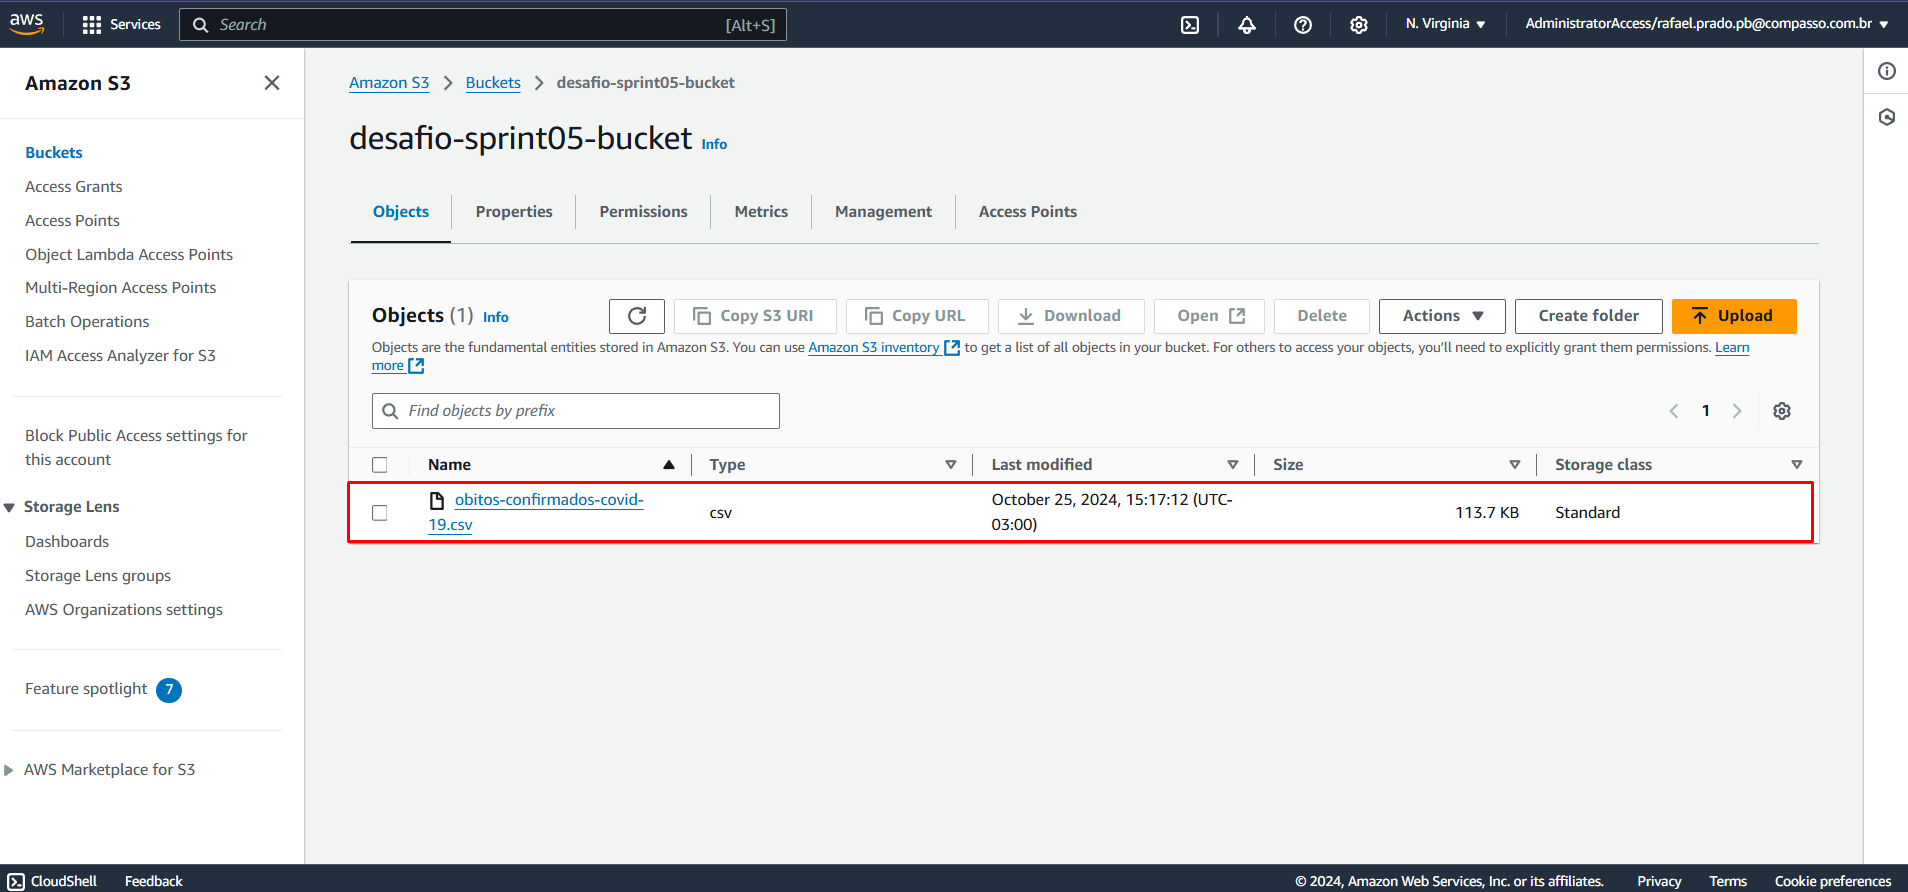 aws Services Search [Alt+S] N. Virginia AdministratorAccess/rafael.prado.pb@compasso.com.br
Amazon S3
Buckets
Access Grants
Access Points
Object Lambda Access Points
Multi-Region Access Points
Batch Operations
IAM Access Analyzer for S3
Block Public Access settings for
this account
Storage Lens
Dashboards
Storage Lens groups
AWS Organizations settings
Feature spotlight 7
AWS Marketplace for S3
Amazon S3 > Buckets > desafio-sprint05-bucket
desafio-sprint05-bucket Info
Objects Properties Permissions Metrics Management Access Points
Objects (1) Info Copy S3 URI Copy URL Download Open Delete Actions Create folder Upload
Objects are the fundamental entities stored in Amazon S3. You can use Amazon S3 inventory to get a list of all objects in your bucket. For others to access your objects, you'll need to explicitly grant them permissions. Learn
more
Find objects by prefix 1
Name Type Last modified Size Storage class
obitos-confirmados-covid-
19.csv
csv
October 25, 2024, 15:17:12 (UTC-
03:00)
113.7 KB
Standard
CloudShell Feedback © 2024, Amazon Web Services, Inc. or its affiliates. Privacy Terms Cookie preferences